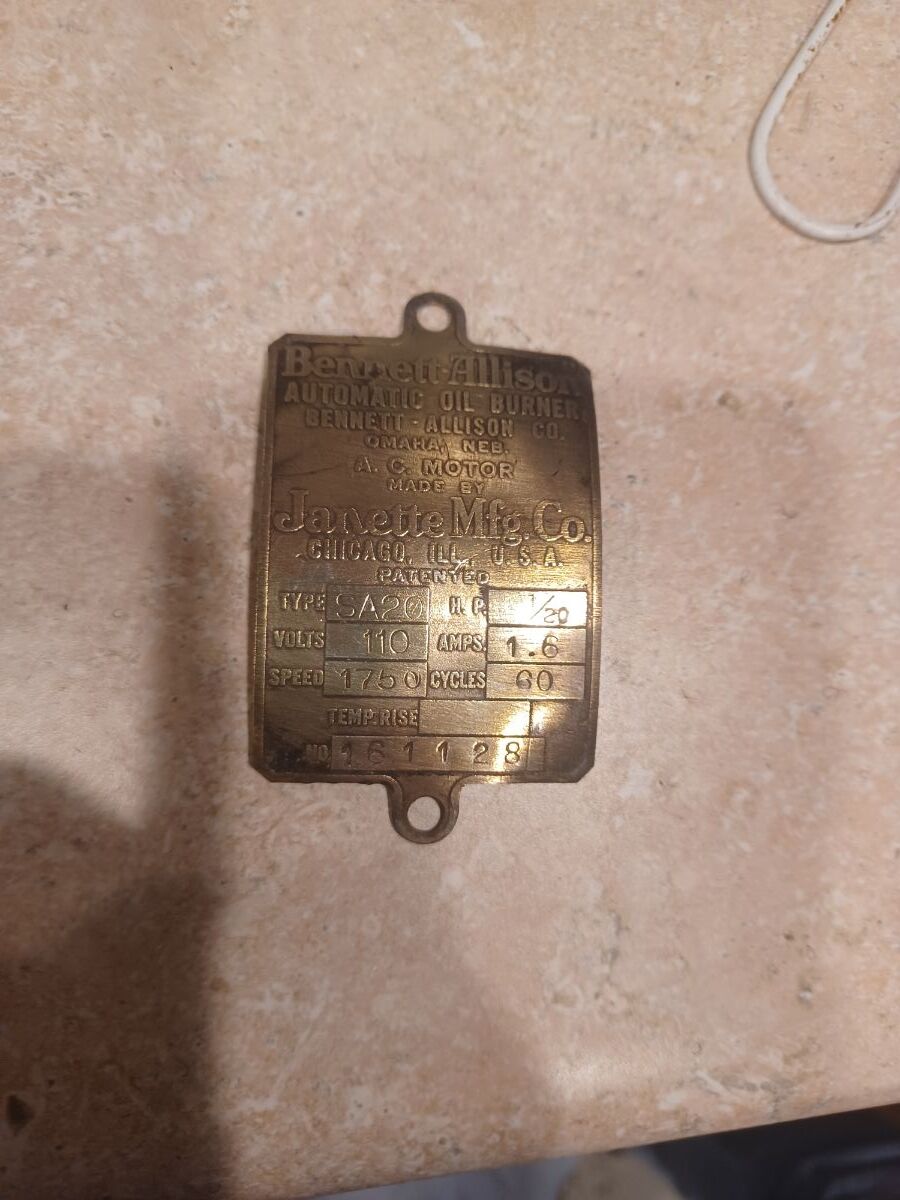 Bennett-Allison
AUTOMATIC OIL BURNER
BENNETT-ALLISON CO.
OMAHA, NEB.
A. C. MOTOR
MADE BY
Janette Mfg. Co.
CHICAGO, ILL., U.S.A.
PATENTED
TYPE SA20 H.P. 1/20
VOLTS 110 AMPS. 1.6
SPEED 1750 CYCLES 60
TEMP. RISE
NO. 161128